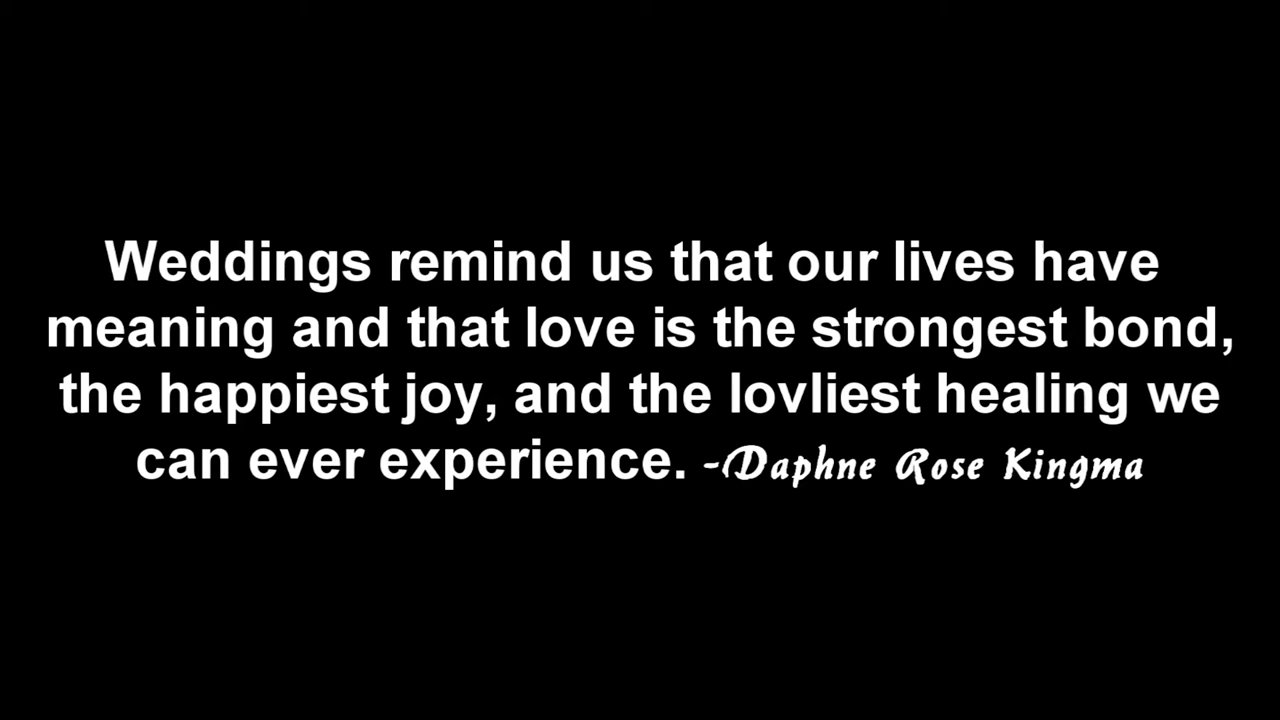 Weddings remind us that our lives have
meaning and that love is the strongest bond,
the happiest joy, and the lovliest healing we
can ever experience. -Daphne Rose Kingma